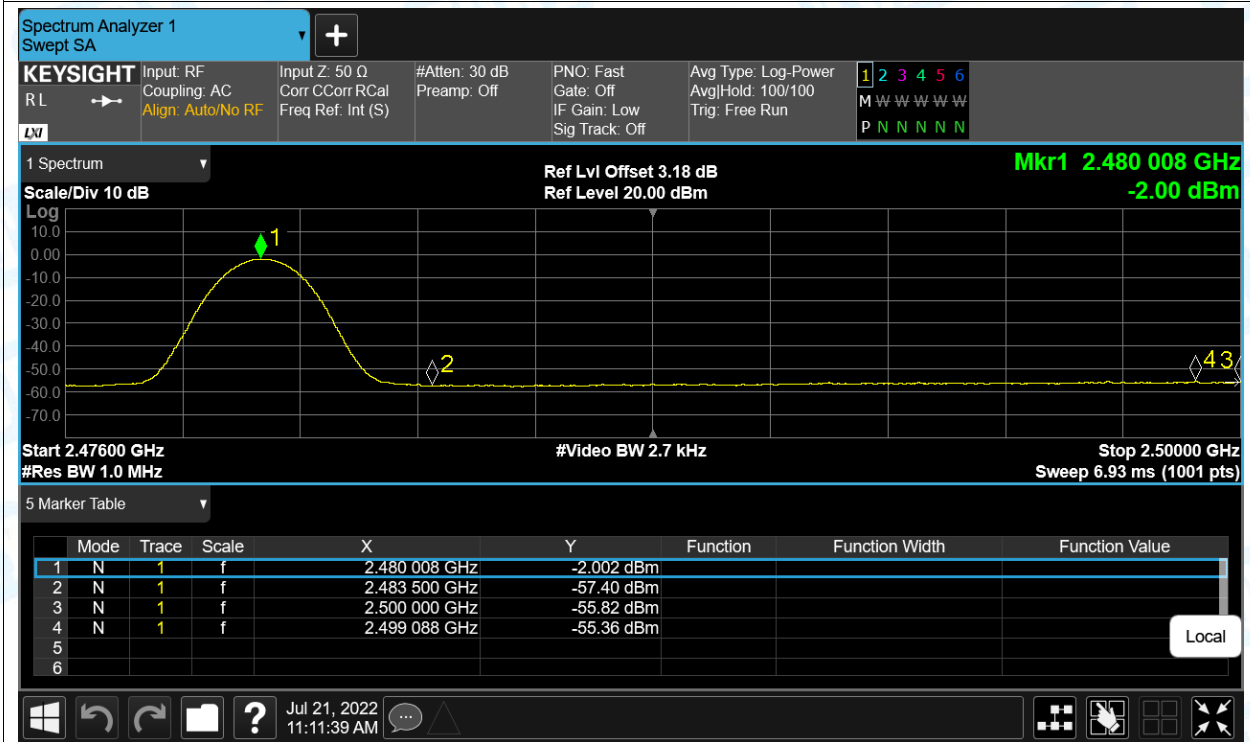 Spectrum Analyzer 1
Swept SA
+
KEYSIGHT Input: RF Input Z: 50 Ω #Atten: 30 dB PNO: Fast Avg Type: Log-Power 1 2 3 4 5 6
R L Coupling: AC Corr CCorr RCal Preamp: Off Gate: Off Avg|Hold: 100/100 M W W W W W W
Align: Auto/No RF Freq Ref: Int (S) IF Gain: Low Trig: Free Run
LXI Sig Track: Off P N N N N N N
1 Spectrum Ref Lvl Offset 3.18 dB Mkr1 2.480 008 GHz
Scale/Div 10 dB Ref Level 20.00 dBm -2.00 dBm
Log
10.0
1
0.00
-10.0
-20.0
-30.0
-40.0
-50.0
2 4 3
-60.0
-70.0
Start 2.47600 GHz #Video BW 2.7 kHz Stop 2.50000 GHz
#Res BW 1.0 MHz Sweep 6.93 ms (1001 pts)
5 Marker Table
Mode Trace Scale X Y Function Function Width Function Value
1 N 1 f 2.480 008 GHz -2.002 dBm
2 N 1 f 2.483 500 GHz -57.40 dBm
3 N 1 f 2.500 000 GHz -55.82 dBm
4 N 1 f 2.499 088 GHz -55.36 dBm
5
6
Local
? Jul 21, 2022
11:11:39 AM